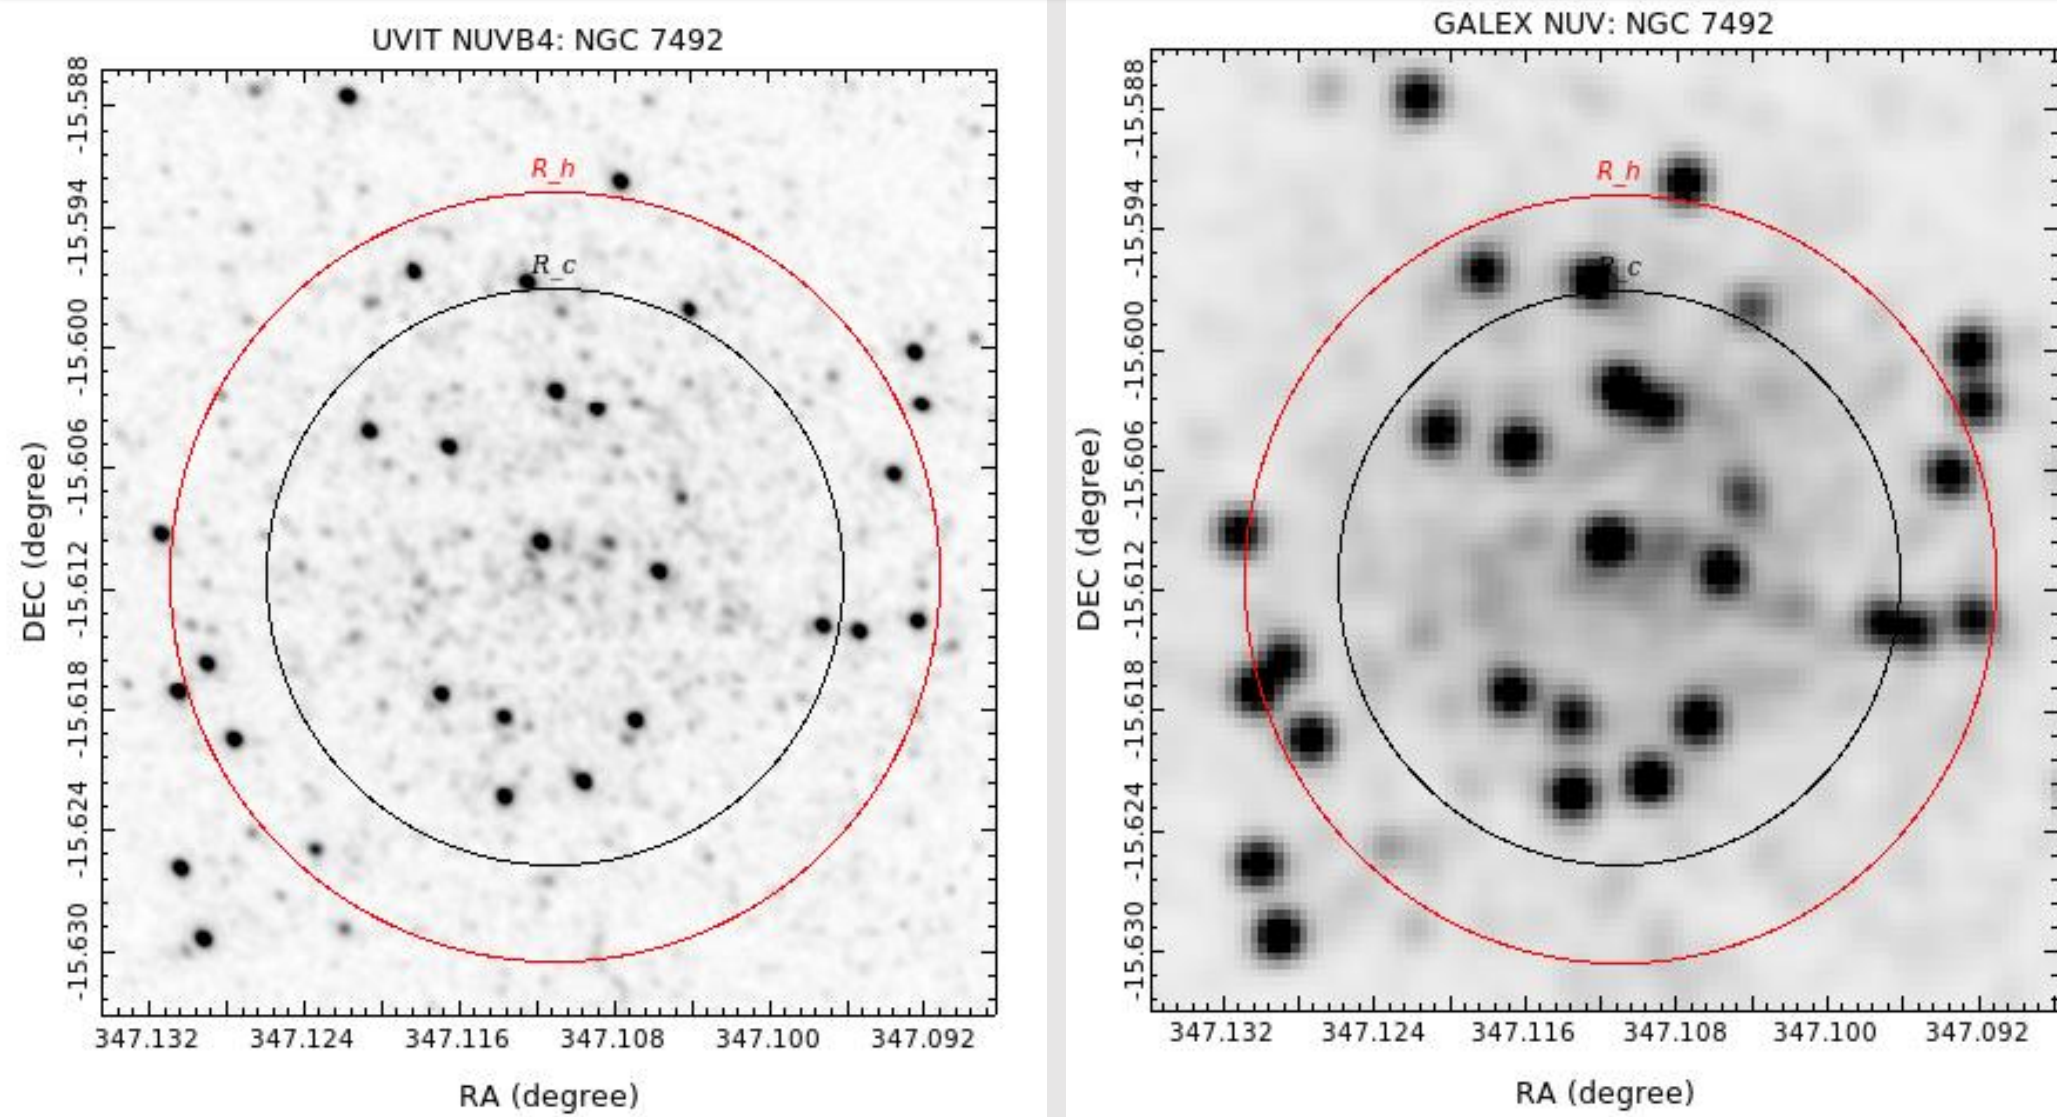 UVIT NUVB4: NGC 7492
R_h
R_c
-15.588
-15.594
-15.600
-15.606
-15.612
-15.618
-15.624
-15.630
DEC (degree)
347.132 347.124 347.116 347.108 347.100 347.092
RA (degree)
GALEX NUV: NGC 7492
R_h
R_c
-15.588
-15.594
-15.600
-15.606
-15.612
-15.618
-15.624
-15.630
DEC (degree)
347.132 347.124 347.116 347.108 347.100 347.092
RA (degree)